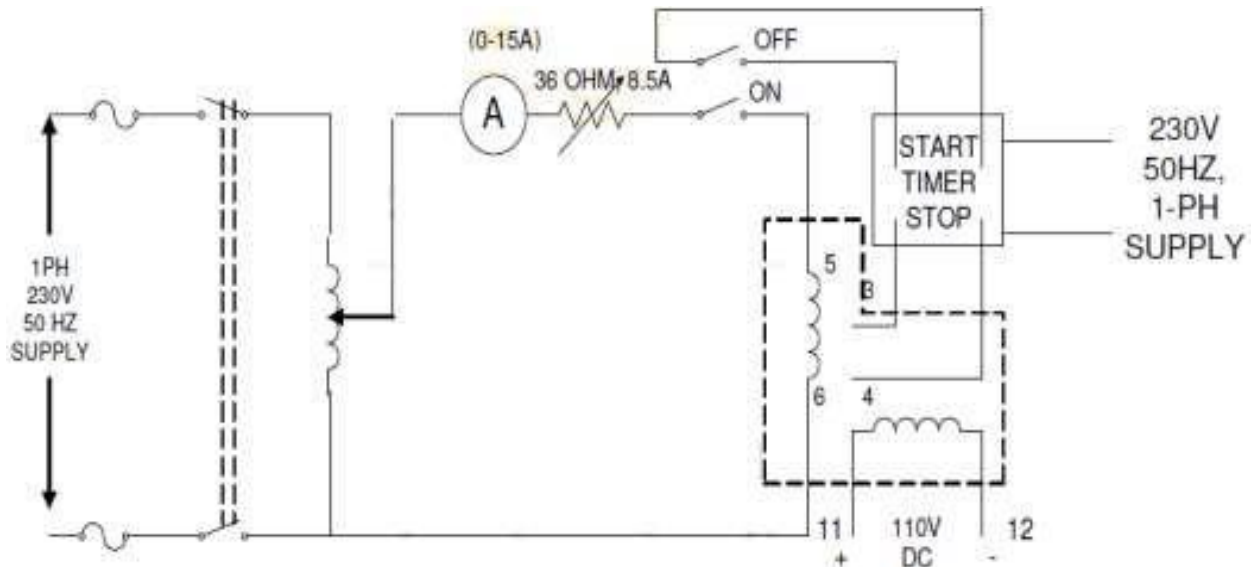 (0-15A)
OFF
36 OHM, 8.5A
ON
A
START
TIMER
STOP
230V
50HZ,
1-PH
SUPPLY
1PH
230V
50 HZ
SUPPLY
5
3
6
4
11
110V
12
+
DC
-